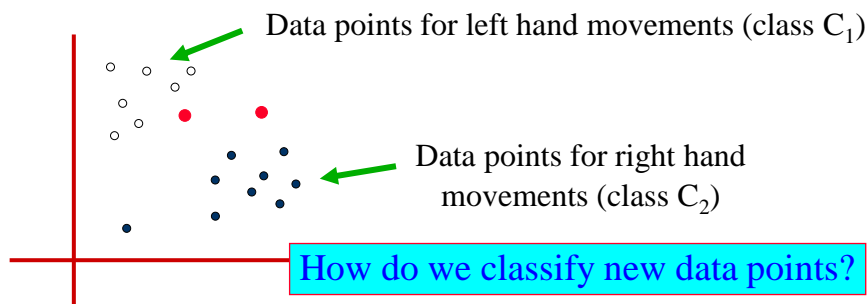 Data points for left hand movements (class C₁)
Data points for right hand
movements (class C₂)
How do we classify new data points?